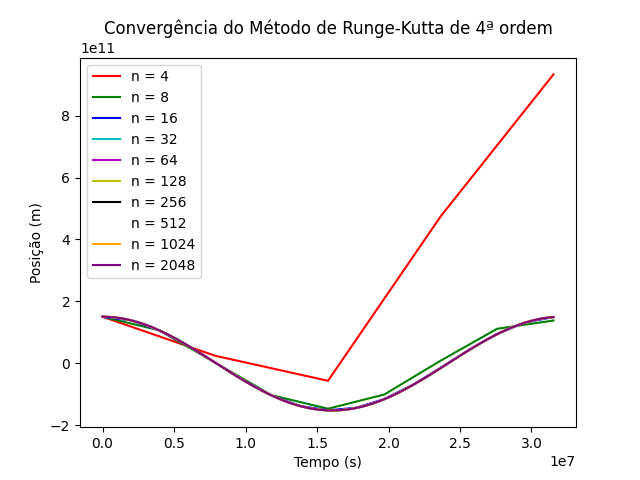 Convergência do Método de Runge-Kutta de 4ª ordem
1e11
n = 4
n = 8
n = 16
n = 32
n = 64
n = 128
n = 256
n = 512
n = 1024
n = 2048
8
6
4
2
0
−2
Posição (m)
0.0 0.5 1.0 1.5 2.0 2.5 3.0
Tempo (s)
1e7